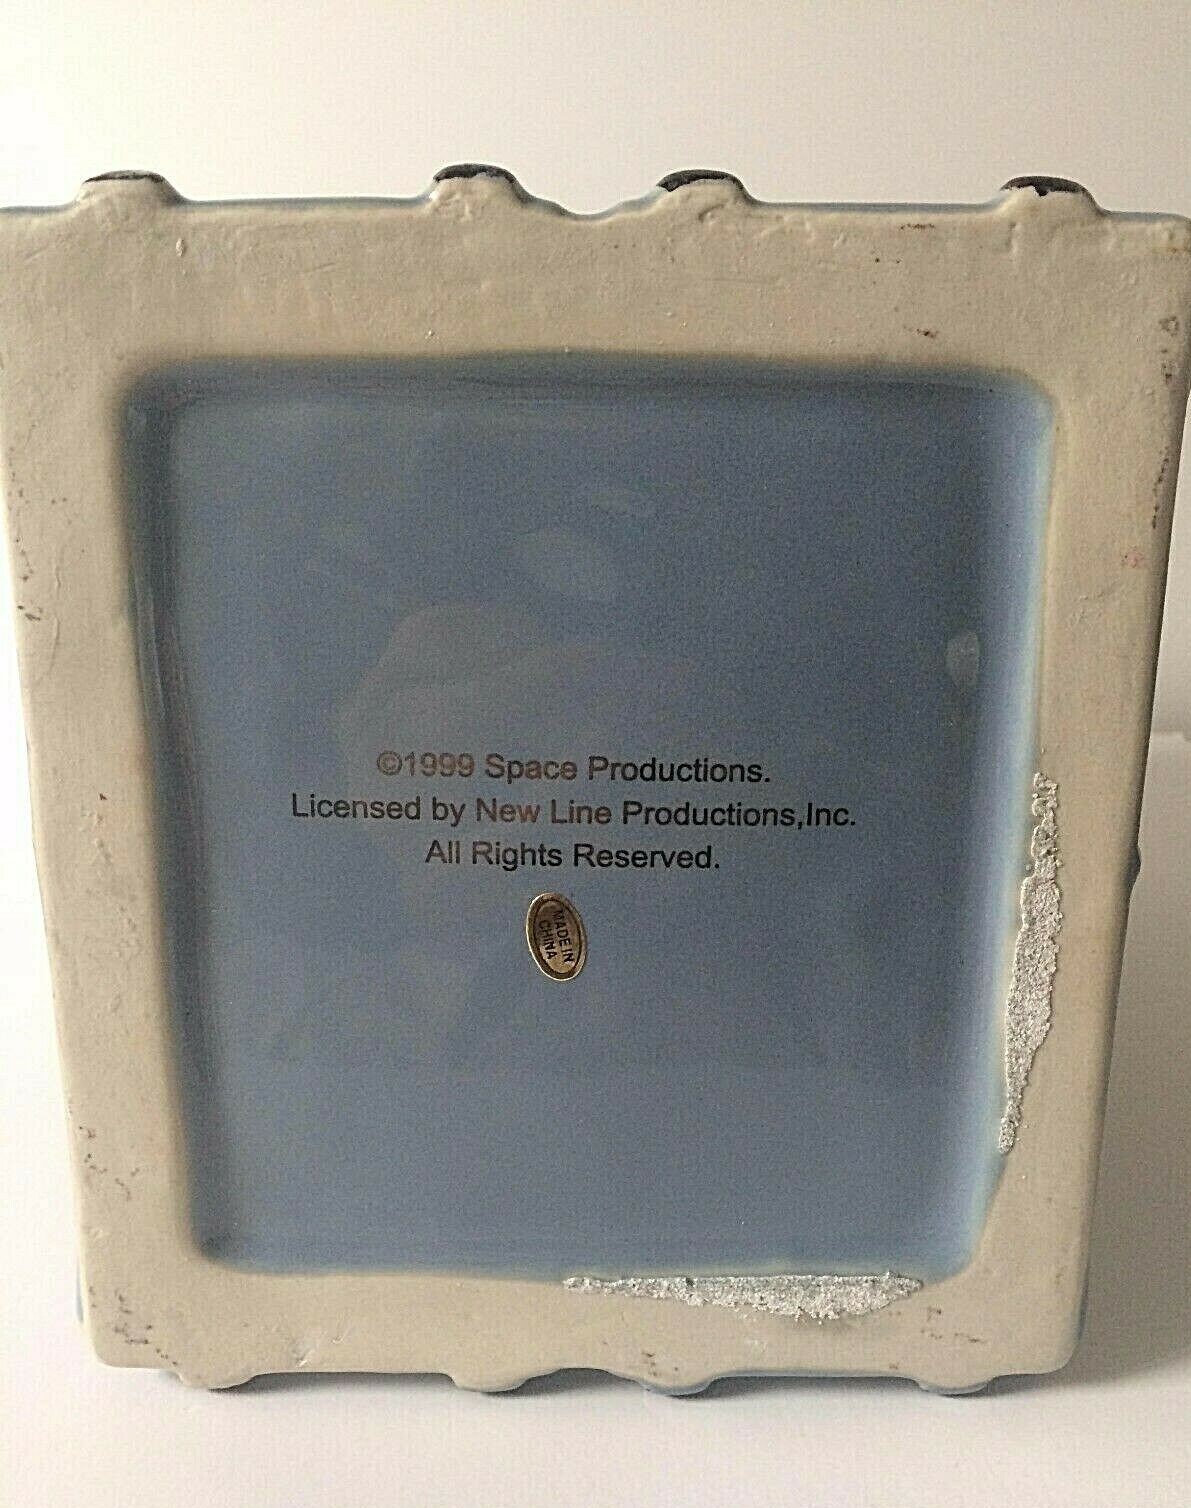 ©1999 Space Productions.
Licensed by New Line Productions,Inc.
All Rights Reserved.
MADE IN
CHINA